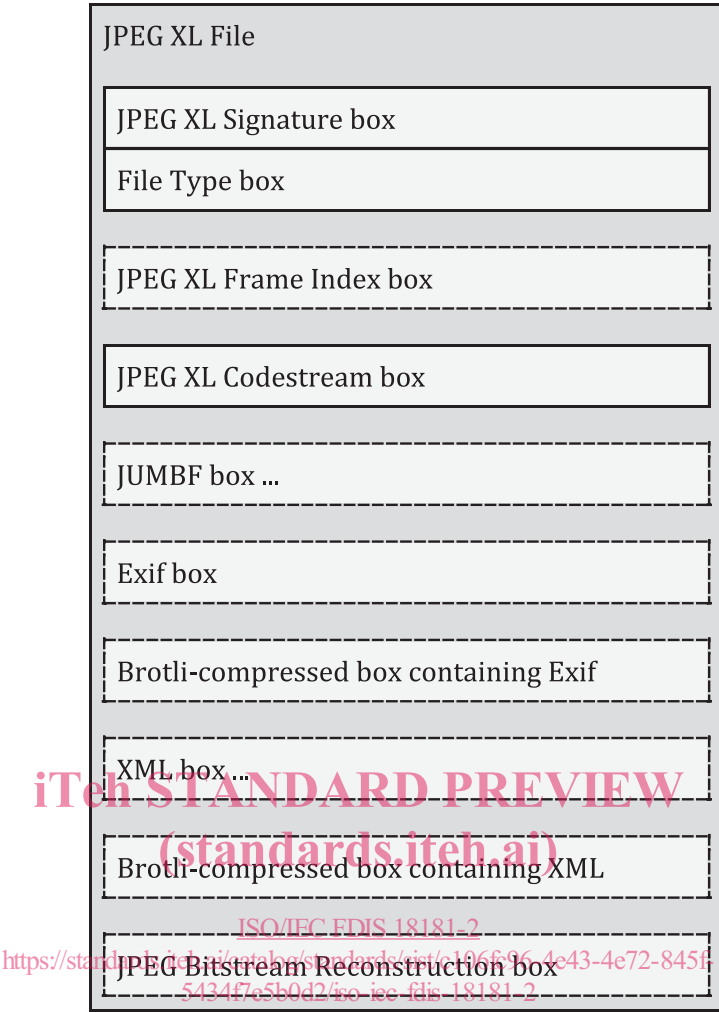 JPEG XL File
JPEG XL Signature box
File Type box
JPEG XL Frame Index box
JPEG XL Codestream box
JUMBF box ...
Exif box
Brotli-compressed box containing Exif
XML box ...
iTeh STANDARD PREVIEW
(standards.iteh.ai)
Brotli-compressed box containing XML
ISO/IEC FDIS 18181-2
JPEG Bitstream Reconstruction box
5434f7e5b0d2/iso-iec-fdis-18181-2